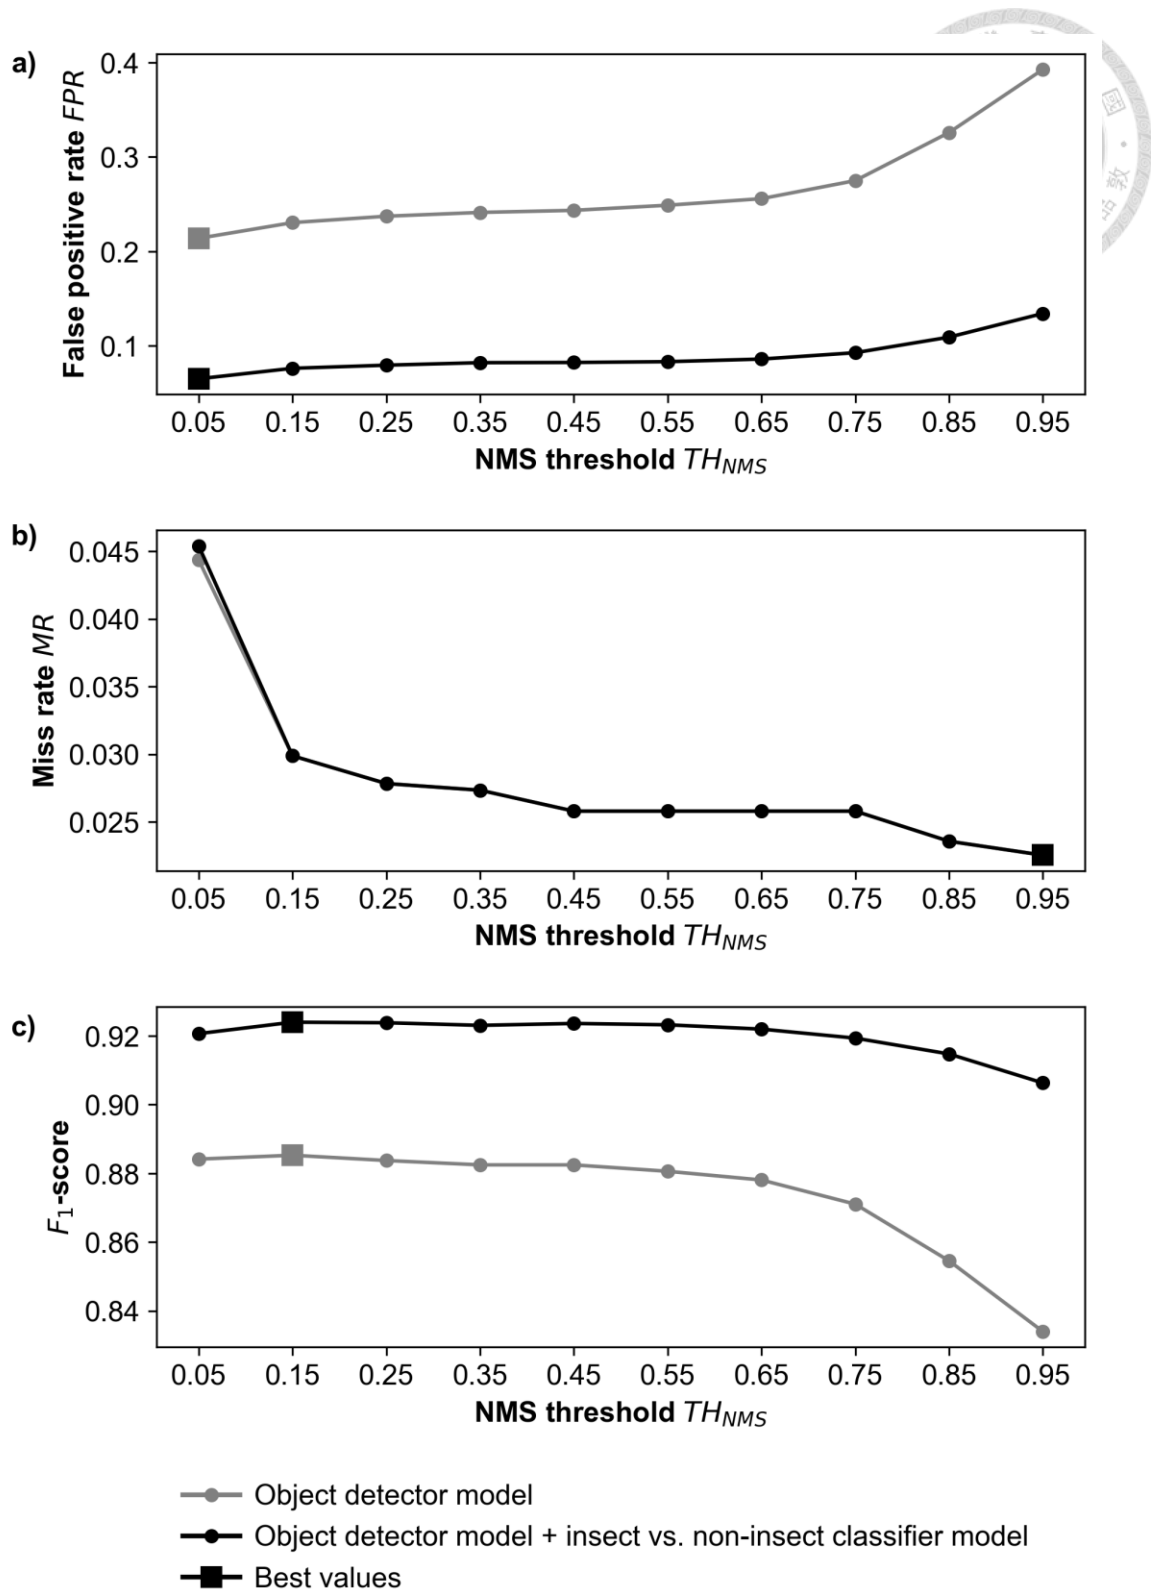 a)
False positive rate FPR
0.4
0.3
0.2
0.1
0.05 0.15 0.25 0.35 0.45 0.55 0.65 0.75 0.85 0.95
NMS threshold TH_NMS
b)
Miss rate MR
0.045
0.040
0.035
0.030
0.025
0.05 0.15 0.25 0.35 0.45 0.55 0.65 0.75 0.85 0.95
NMS threshold TH_NMS
c)
F₁-score
0.92
0.90
0.88
0.86
0.84
0.05 0.15 0.25 0.35 0.45 0.55 0.65 0.75 0.85 0.95
NMS threshold TH_NMS
Object detector model
Object detector model + insect vs. non-insect classifier model
Best values